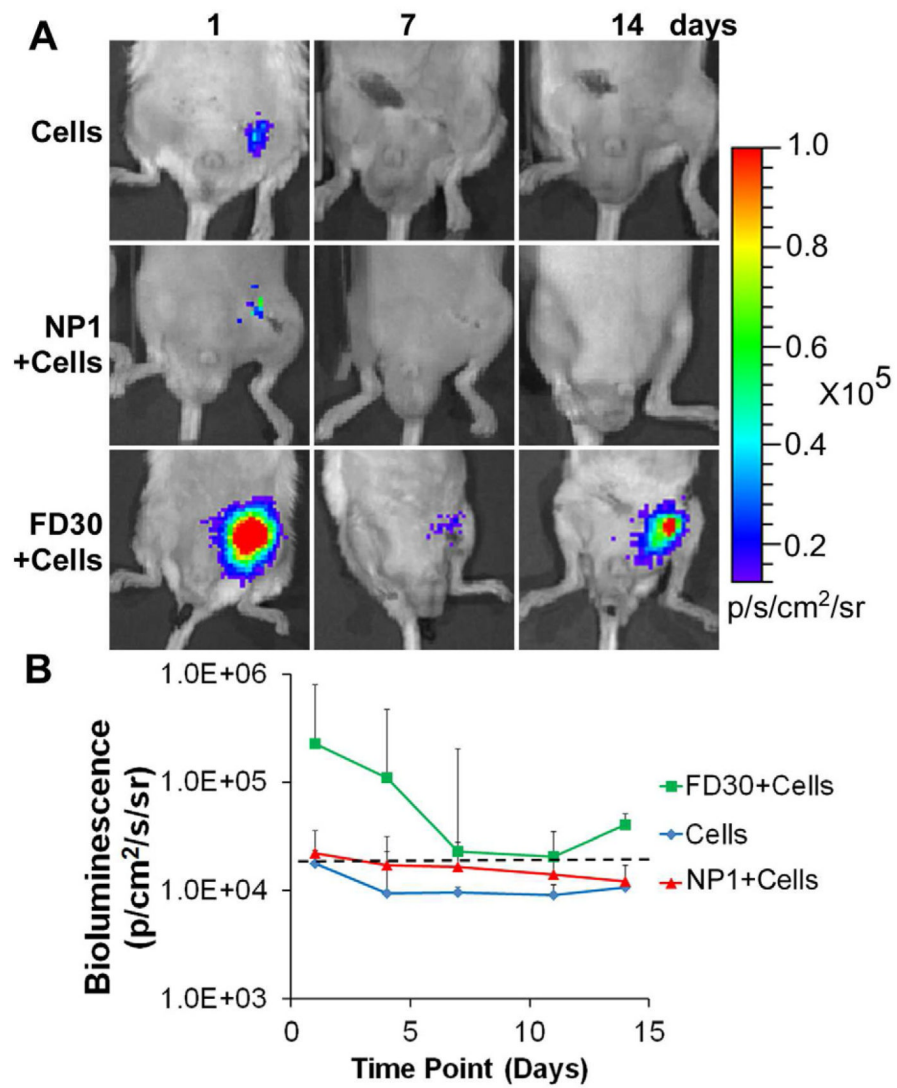 A
1 7 14 days
Cells
NP1
+Cells
FD30
+Cells
1.0
0.8
0.6
X10⁵
0.4
0.2
p/s/cm²/sr
B
1.0E+06
1.0E+05
1.0E+04
1.0E+03
Bioluminescence
(p/cm²/s/sr)
FD30+Cells
Cells
NP1+Cells
0 5 10 15
Time Point (Days)